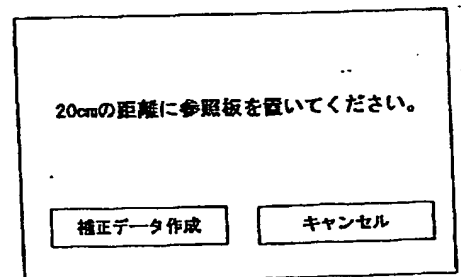 20cmの距離に参照板を置いてください。
補正データ作成
キャンセル